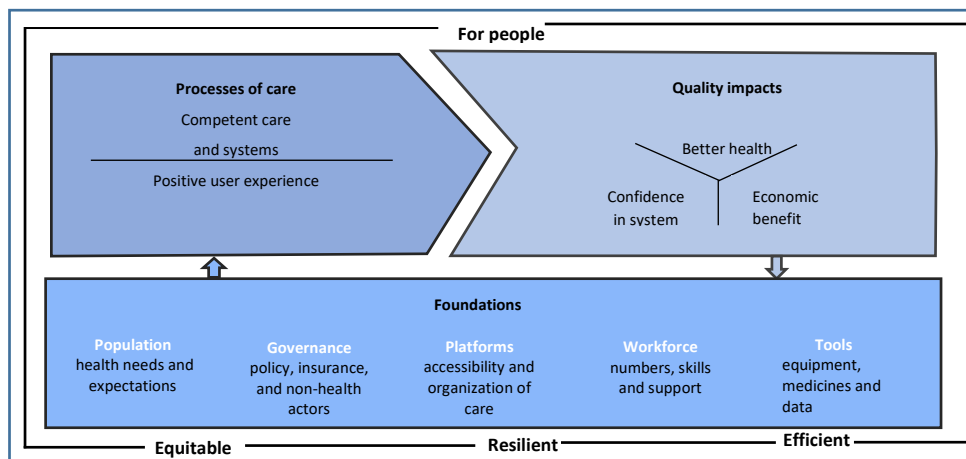 For people
Processes of care
Competent care
and systems
Positive user experience
Quality impacts
Better health
Confidence
in system
Economic
benefit
Foundations
Population
health needs and
expectations
Governance
policy, insurance,
and non-health
actors
Platforms
accessibility and
organization of
care
Workforce
numbers, skills
and support
Tools
equipment,
medicines and
data
Equitable
Resilient
Efficient